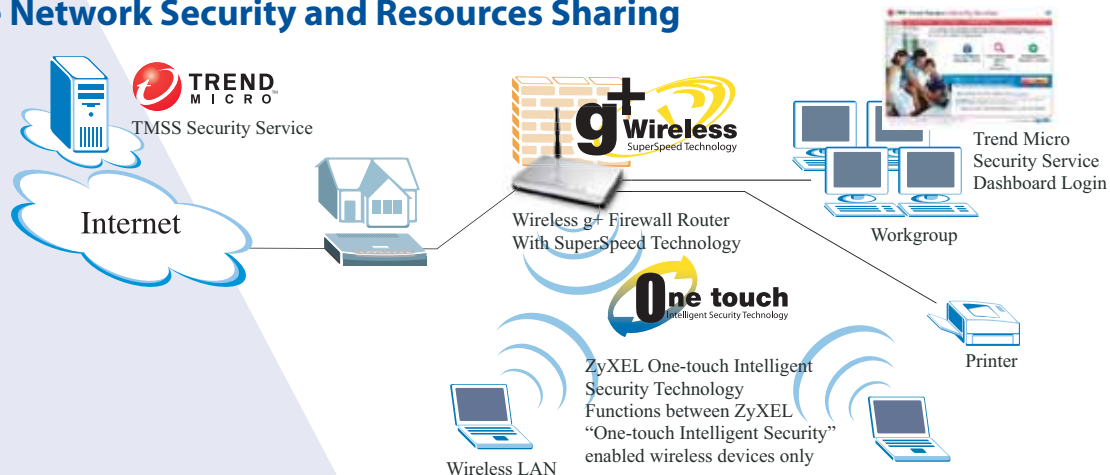 Network Security and Resources Sharing
TREND
MICRO™
TMSS Security Service
Internet
g+
Wireless
SuperSpeed Technology
Wireless g+ Firewall Router
With SuperSpeed Technology
Trend Micro
Security Service
Dashboard Login
Workgroup
One touch
Intelligent Security Technology
Printer
ZyXEL One-touch Intelligent
Security Technology
Functions between ZyXEL
“One-touch Intelligent Security”
enabled wireless devices only
Wireless LAN